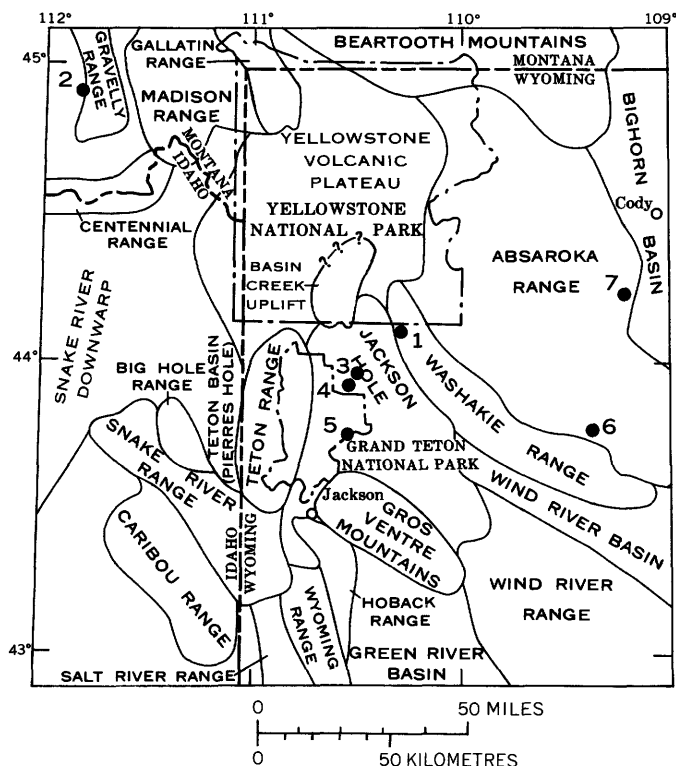 112°
111°
110°
109°
45°
GALLATIN
RANGE
BEARTOOTH MOUNTAINS
MONTANA
WYOMING
GRAVELLY
RANGE
2
MADISON
RANGE
MONTANA
IDAHO
YELLOWSTONE
VOLCANIC
PLATEAU
YELLOWSTONE
NATIONAL PARK
BIGHORN
BASIN
Cody
CENTENNIAL
RANGE
BASIN
CREEK
UPLIFT
? ? ? ?
ABSAROKA
RANGE
7
SNAKE RIVER
DOWNWARP
44°
1
JACKSON
HOLE
WASHAKIE
RANGE
BIG HOLE
RANGE
TETON BASIN
(PIERRES HOLE)
TETON RANGE
3
4
5
6
GRAND TETON
NATIONAL PARK
SNAKE RIVER
RANGE
Jackson
GROS
VENTRE
MOUNTAINS
WIND RIVER BASIN
CARIBOU RANGE
IDAHO
WYOMING
WIND RIVER
RANGE
HOBACK
RANGE
WYOMING
RANGE
43°
SALT RIVER RANGE
GREEN RIVER
BASIN
0 50 MILES
0 50 KILOMETRES